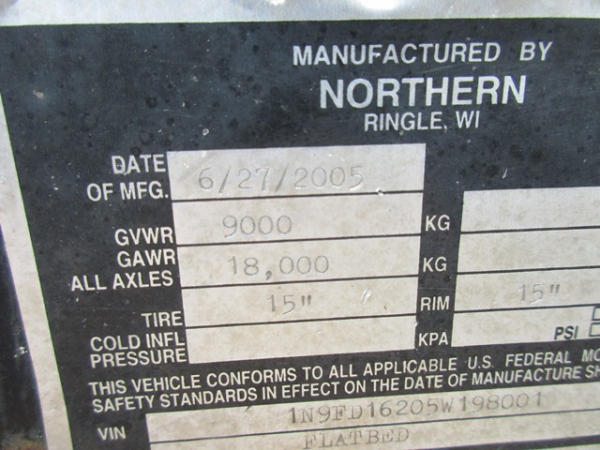 MANUFACTURED BY
NORTHERN
RINGLE, WI
DATE OF MFG. 6/27/2005
GVWR 9000 KG
GAWR ALL AXLES 18,000 KG
TIRE 15" RIM 15"
COLD INFL PRESSURE KPA PSI
THIS VEHICLE CONFORMS TO ALL APPLICABLE U.S. FEDERAL MO
SAFETY STANDARDS IN EFFECT ON THE DATE OF MANUFACTURE SH
VIN 1N9FD16205W198001
FLATBED